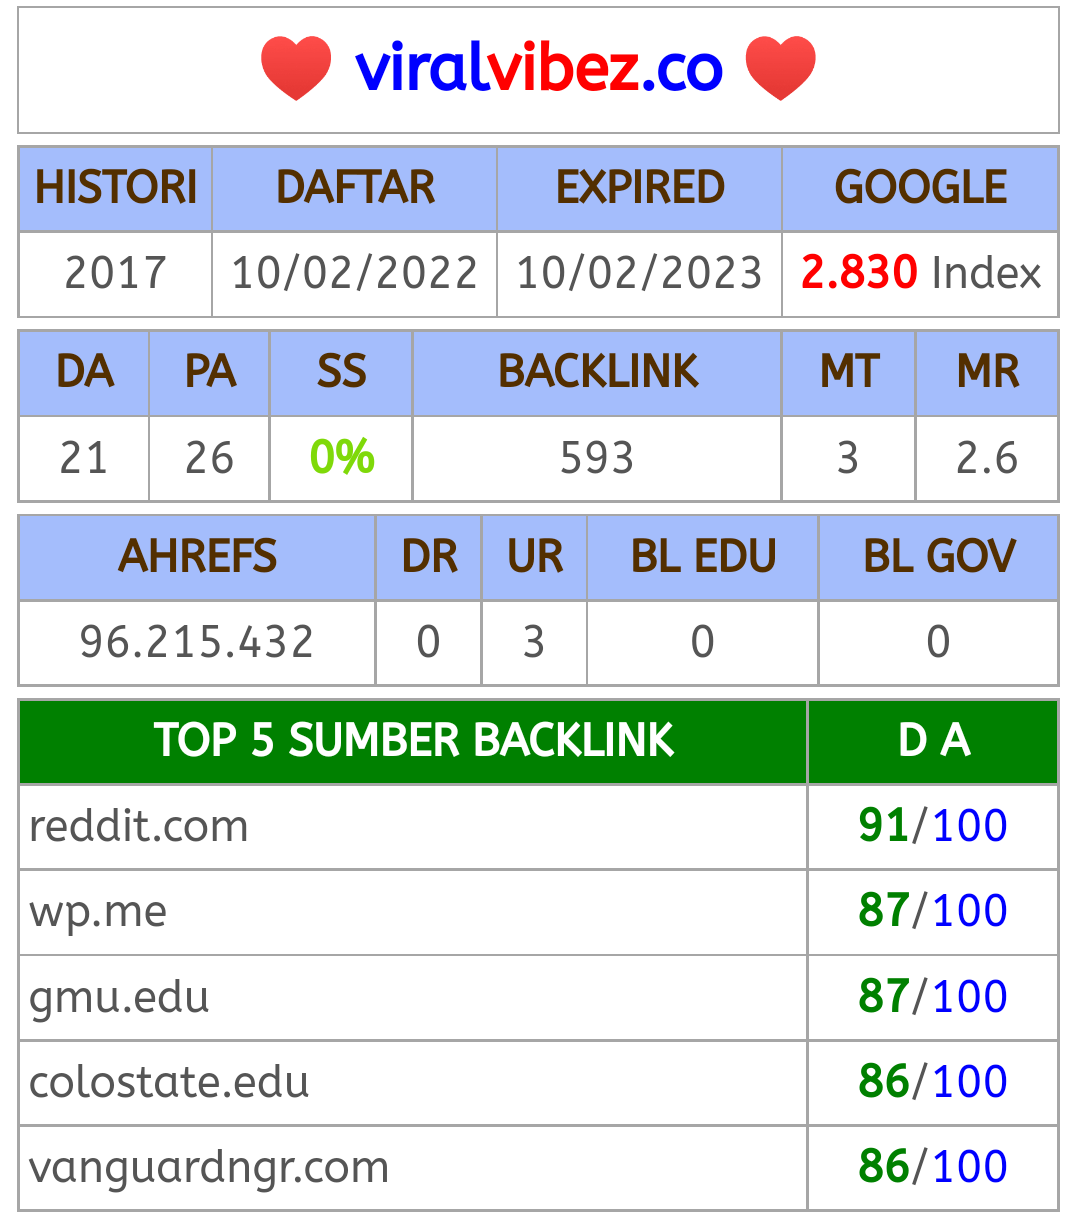 viralvibez.co
HISTORI DAFTAR EXPIRED GOOGLE
2017 10/02/2022 10/02/2023 2.830 Index
DA PA SS BACKLINK MT MR
21 26 0% 593 3 2.6
AHREFS DR UR BL EDU BL GOV
96.215.432 0 3 0 0
TOP 5 SUMBER BACKLINK D A
reddit.com 91/100
wp.me 87/100
gmu.edu 87/100
colostate.edu 86/100
vanguardngr.com 86/100